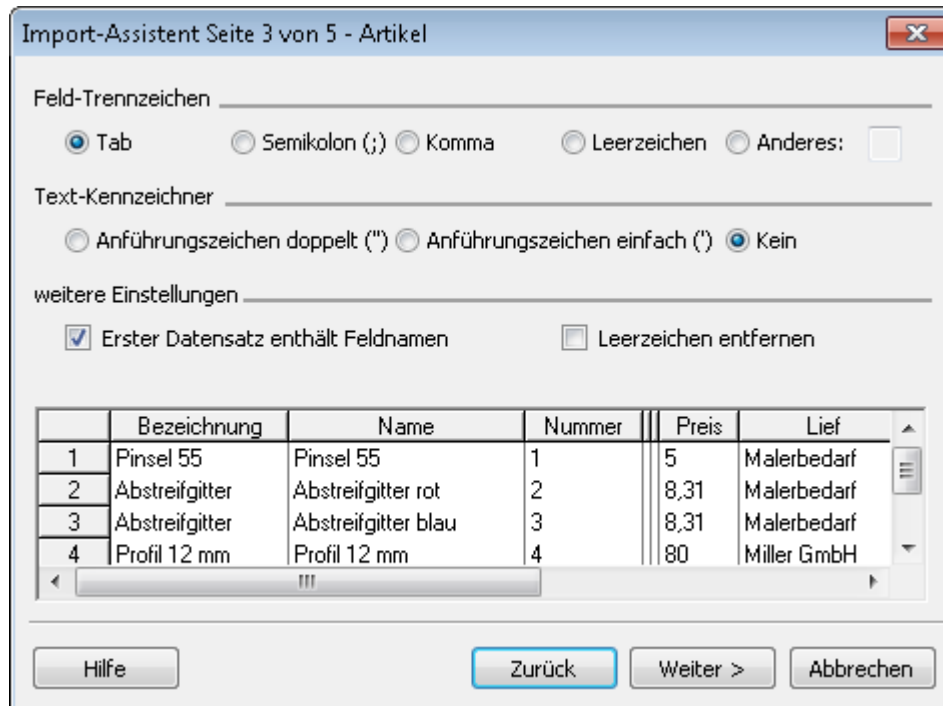 Import-Assistent Seite 3 von 5 - Artikel
Feld-Trennzeichen
Tab Semikolon (;) Komma Leerzeichen Anderes:
Text-Kennzeichner
Anführungszeichen doppelt (") Anführungszeichen einfach (') Kein
weitere Einstellungen
Erster Datensatz enthält Feldnamen Leerzeichen entfernen
Bezeichnung Name Nummer Preis Lief
1 Pinsel 55 Pinsel 55 1 5 Malerbedarf
2 Abstreifgitter Abstreifgitter rot 2 8,31 Malerbedarf
3 Abstreifgitter Abstreifgitter blau 3 8,31 Malerbedarf
4 Profil 12 mm Profil 12 mm 4 80 Miller GmbH
Hilfe Zurück Weiter > Abbrechen